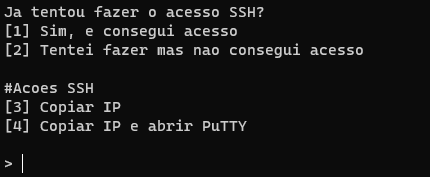 Ja tentou fazer o acesso SSH?
[1] Sim, e consegui acesso
[2] Tentei fazer mas nao consegui acesso
#Acoes SSH
[3] Copiar IP
[4] Copiar IP e abrir PuTTY
>